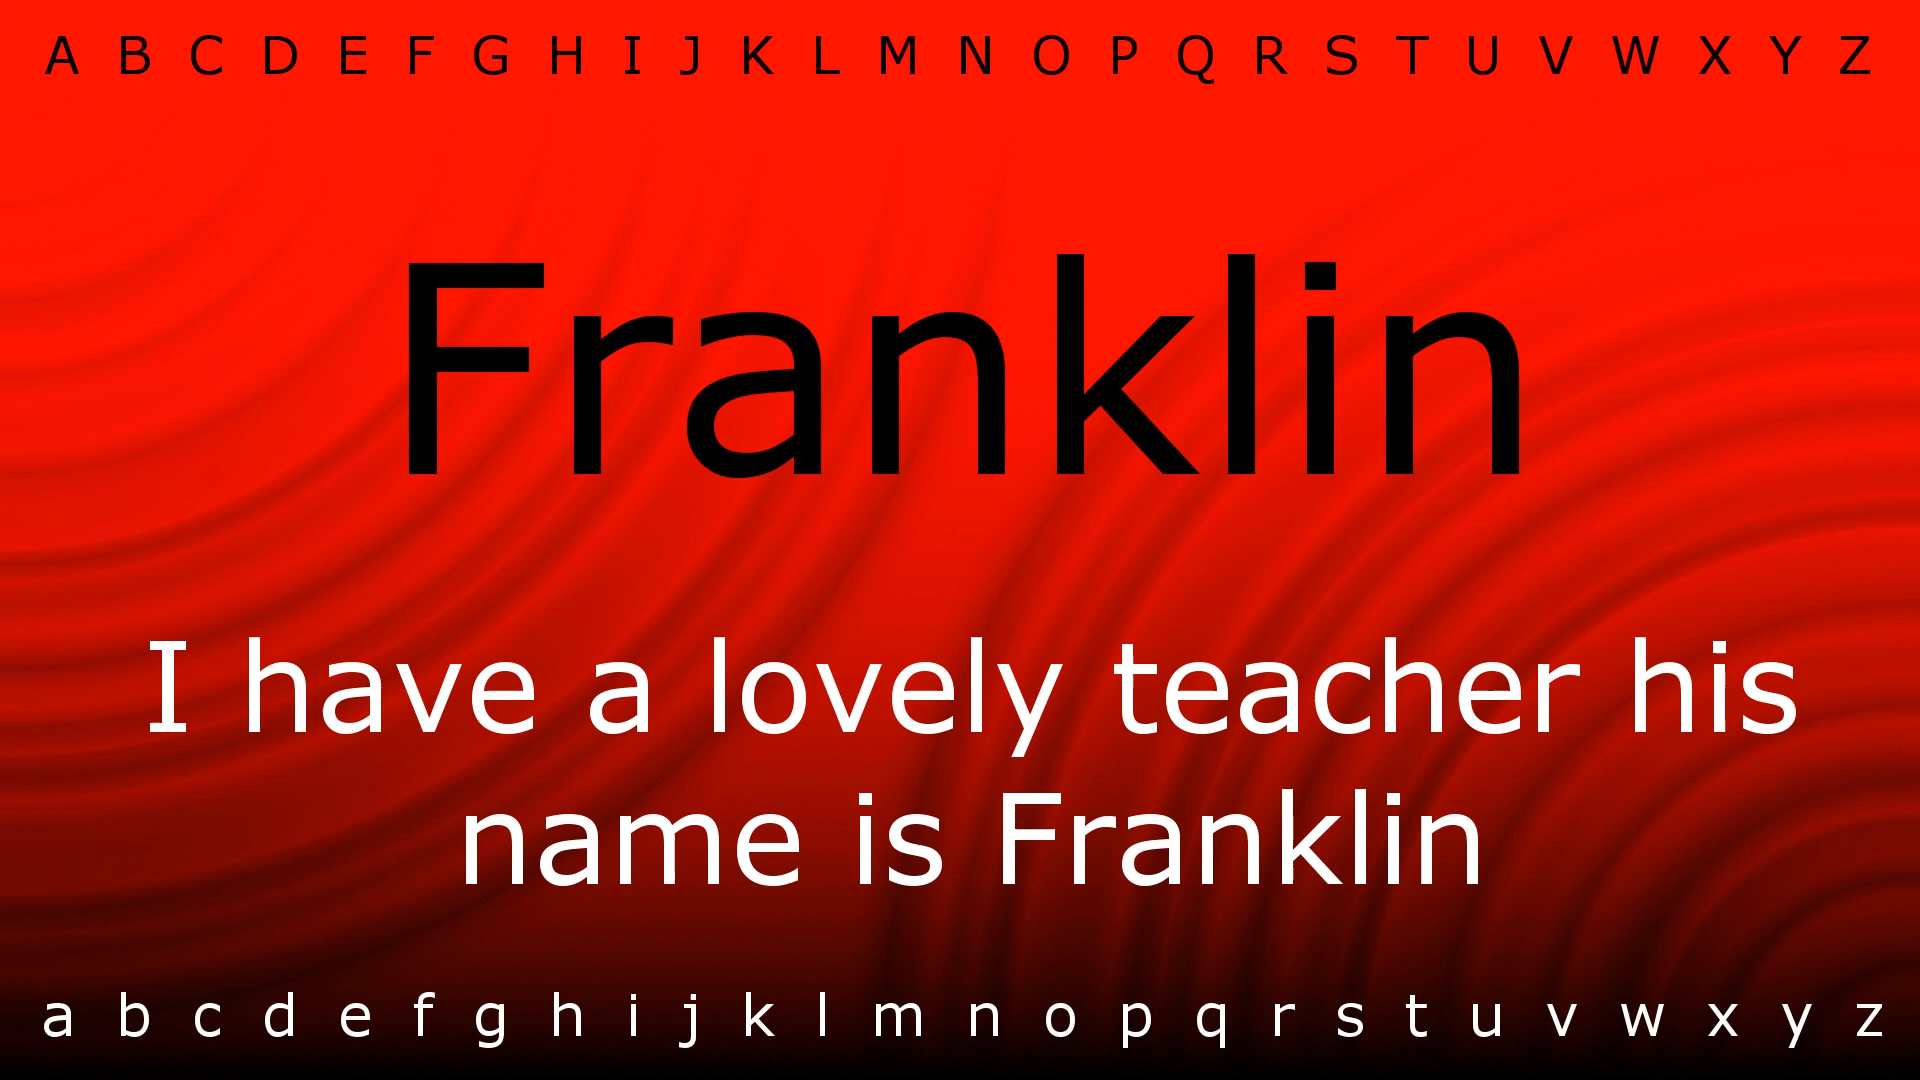 A B C D E F G H I J K L M N O P Q R S T U V W X Y Z
Franklin
I have a lovely teacher his
name is Franklin
a b c d e f g h i j k l m n o p q r s t u v w x y z